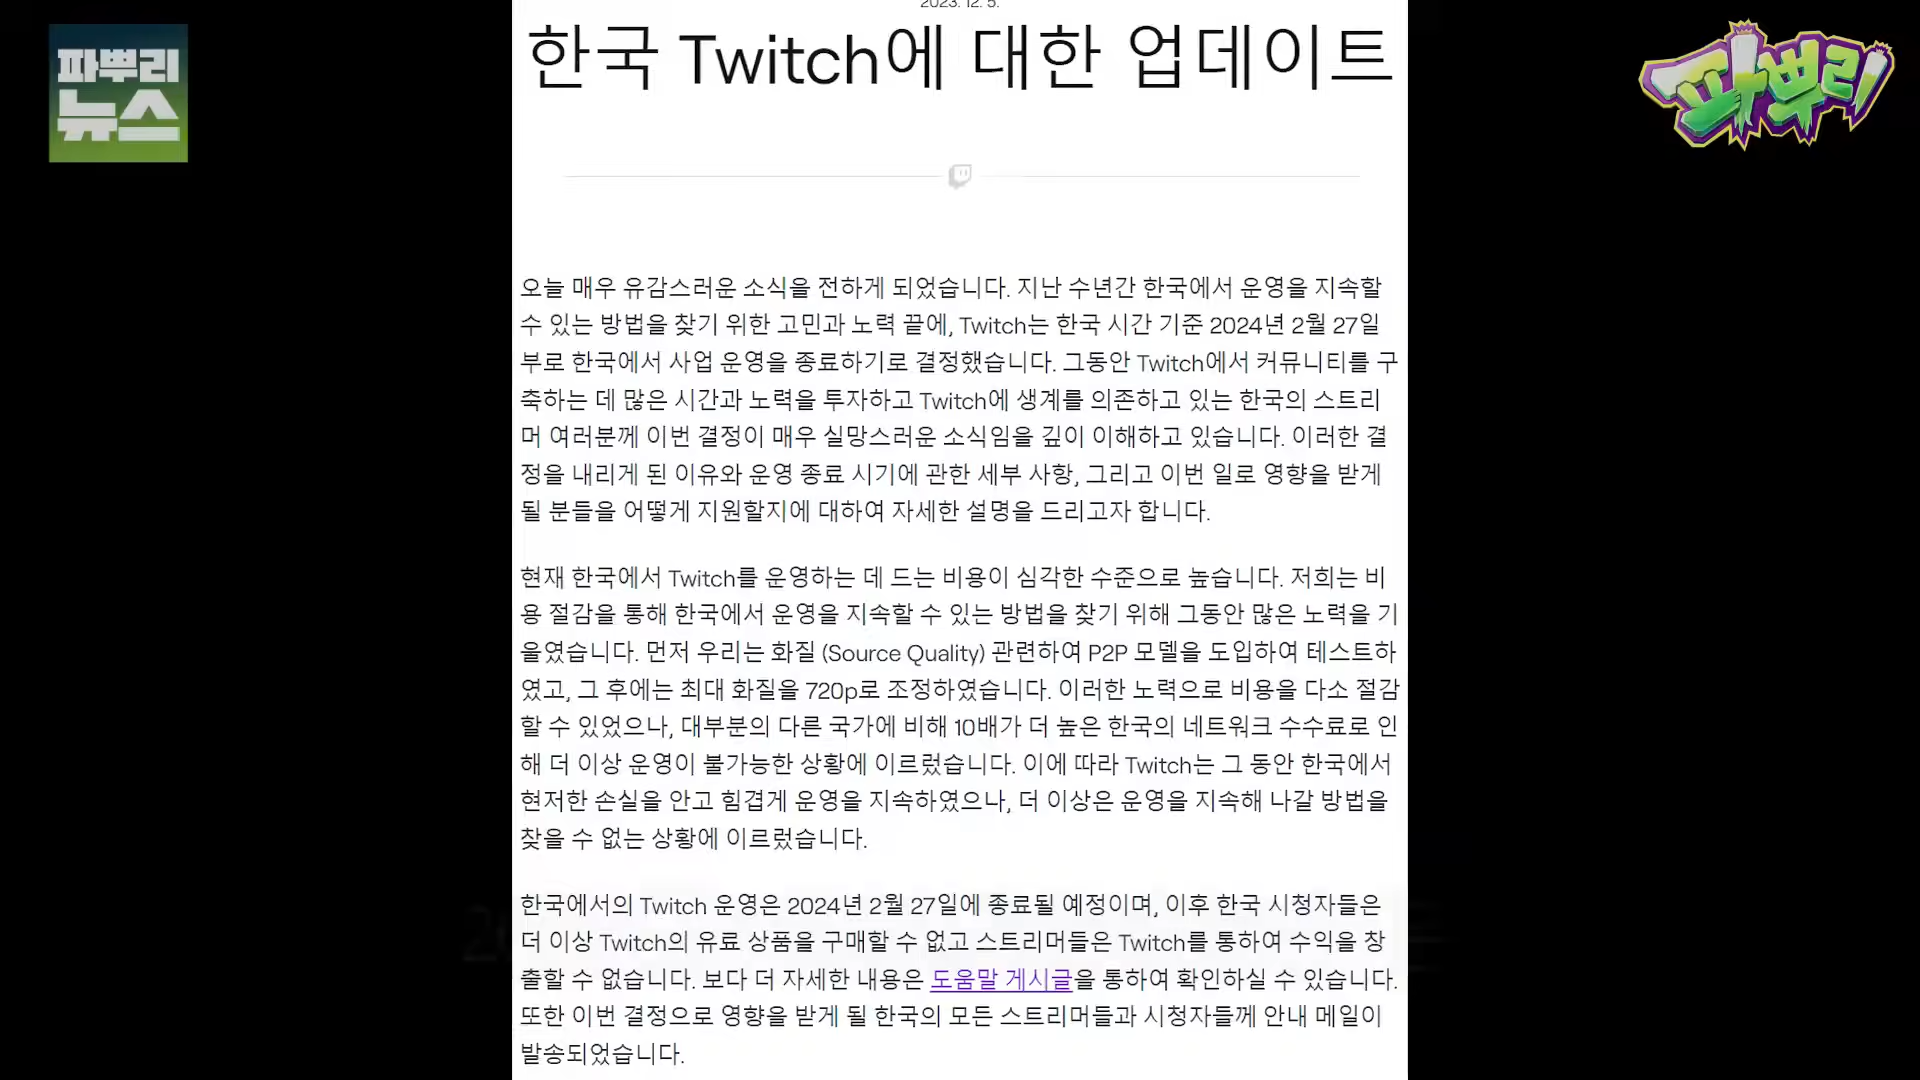 2023. 12. 5.
파뿌리
뉴스
파뿌리
한국 Twitch에 대한 업데이트
오늘 매우 유감스러운 소식을 전하게 되었습니다. 지난 수년간 한국에서 운영을 지속할
수 있는 방법을 찾기 위한 고민과 노력 끝에, Twitch는 한국 시간 기준 2024년 2월 27일
부로 한국에서 사업 운영을 종료하기로 결정했습니다. 그동안 Twitch에서 커뮤니티를 구
축하는 데 많은 시간과 노력을 투자하고 Twitch에 생계를 의존하고 있는 한국의 스트리
머 여러분께 이번 결정이 매우 실망스러운 소식임을 깊이 이해하고 있습니다. 이러한 결
정을 내리게 된 이유와 운영 종료 시기에 관한 세부 사항, 그리고 이번 일로 영향을 받게
될 분들을 어떻게 지원할지에 대하여 자세한 설명을 드리고자 합니다.
현재 한국에서 Twitch를 운영하는 데 드는 비용이 심각한 수준으로 높습니다. 저희는 비
용 절감을 통해 한국에서 운영을 지속할 수 있는 방법을 찾기 위해 그동안 많은 노력을 기
울였습니다. 먼저 우리는 화질 (Source Quality) 관련하여 P2P 모델을 도입하여 테스트하
였고, 그 후에는 최대 화질을 720p로 조정하였습니다. 이러한 노력으로 비용을 다소 절감
할 수 있었으나, 대부분의 다른 국가에 비해 10배가 더 높은 한국의 네트워크 수수료로 인
해 더 이상 운영이 불가능한 상황에 이르렀습니다. 이에 따라 Twitch는 그 동안 한국에서
현저한 손실을 안고 힘겹게 운영을 지속하였으나, 더 이상은 운영을 지속해 나갈 방법을
찾을 수 없는 상황에 이르렀습니다.
한국에서의 Twitch 운영은 2024년 2월 27일에 종료될 예정이며, 이후 한국 시청자들은
더 이상 Twitch의 유료 상품을 구매할 수 없고 스트리머들은 Twitch를 통하여 수익을 창
출할 수 없습니다. 보다 더 자세한 내용은 도움말 게시글을 통하여 확인하실 수 있습니다.
또한 이번 결정으로 영향을 받게 될 한국의 모든 스트리머들과 시청자들께 안내 메일이
발송되었습니다.